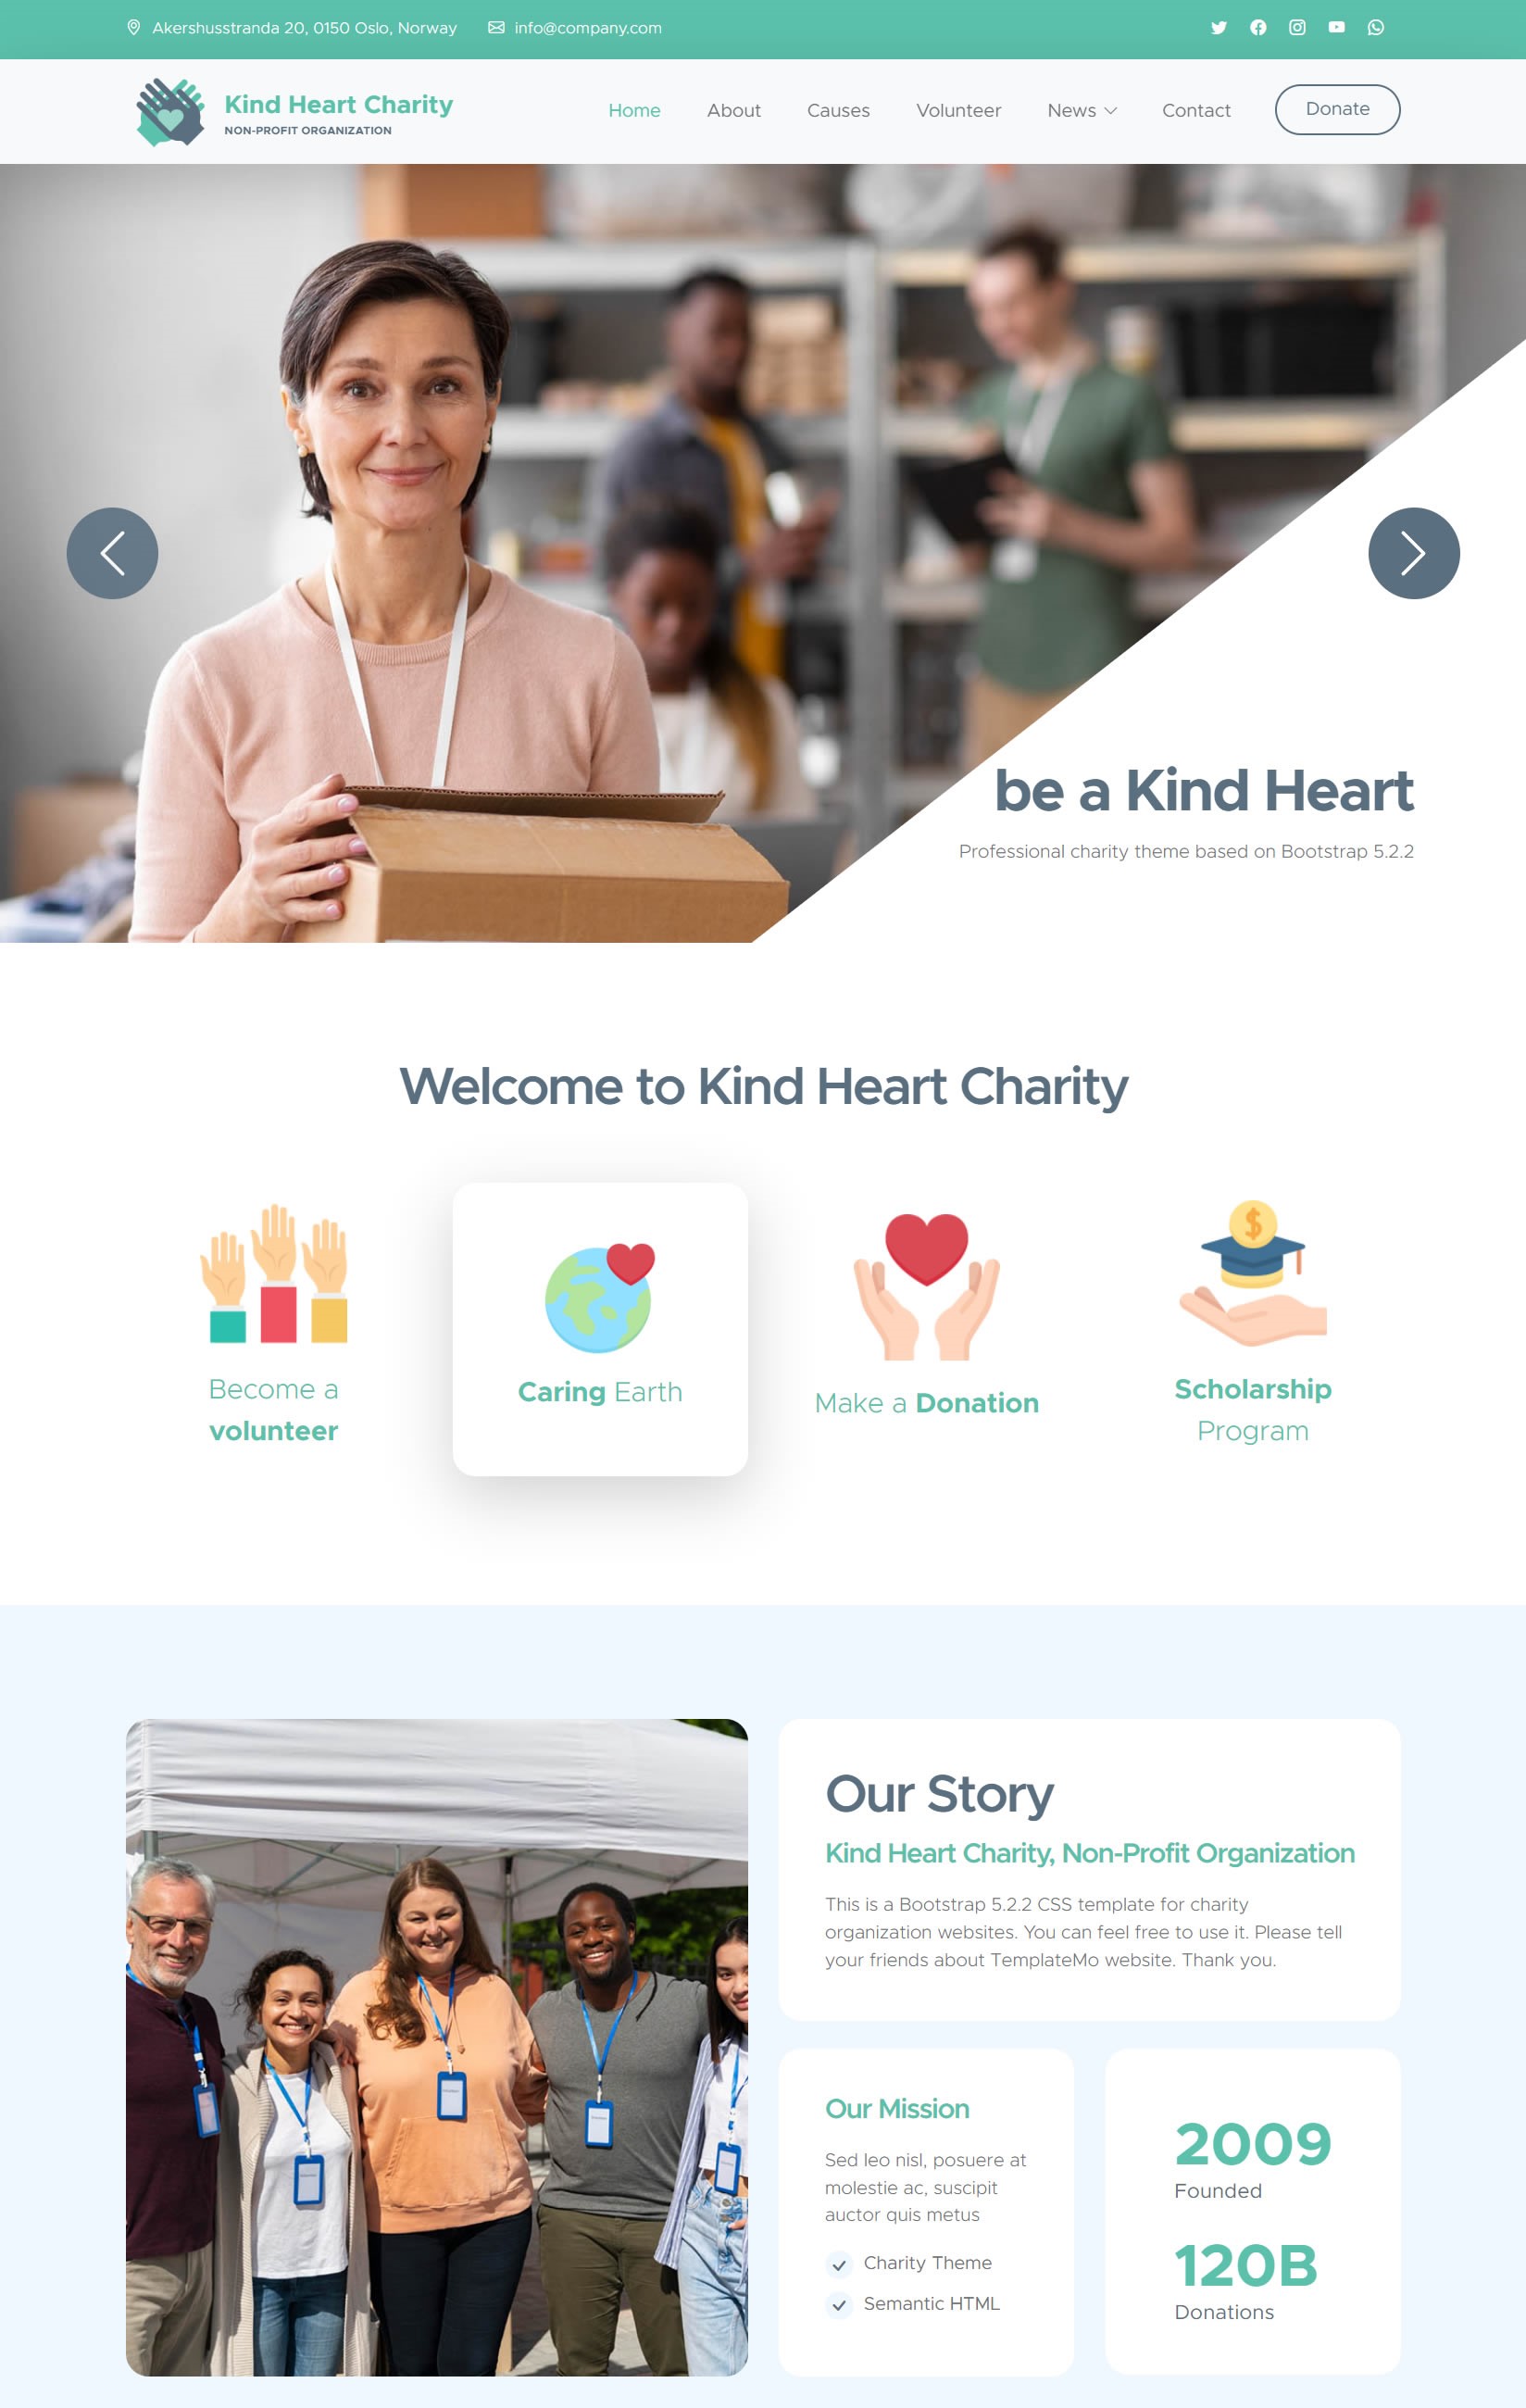 Akershusstranda 20, 0150 Oslo, Norway
info@company.com
Kind Heart Charity
NON-PROFIT ORGANIZATION
Home
About
Causes
Volunteer
News
Contact
Donate
be a Kind Heart
Professional charity theme based on Bootstrap 5.2.2
Welcome to Kind Heart Charity
Become a
volunteer
Caring Earth
Make a Donation
Scholarship
Program
Our Story
Kind Heart Charity, Non-Profit Organization
This is a Bootstrap 5.2.2 CSS template for charity
organization websites. You can feel free to use it. Please tell
your friends about TemplateMo website. Thank you.
Our Mission
Sed leo nisl, posuere at
molestie ac, suscipit
auctor quis metus
Charity Theme
Semantic HTML
2009
Founded
120B
Donations